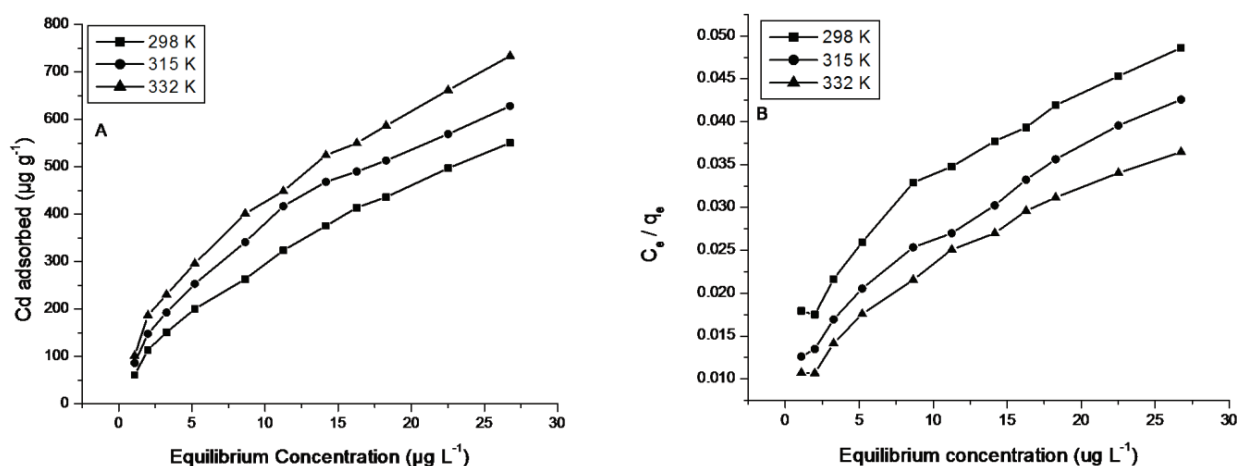 800
700
600
500
400
300
200
100
0
Cd adsorbed (µg g⁻¹)
298 K
315 K
332 K
A
0 5 10 15 20 25 30
Equilibrium Concentration (µg L⁻¹)
0.050
0.045
0.040
0.035
0.030
0.025
0.020
0.015
0.010
C_e / q_e
298 K
315 K
332 K
B
0 5 10 15 20 25 30
Equilibrium concentration (ug L⁻¹)